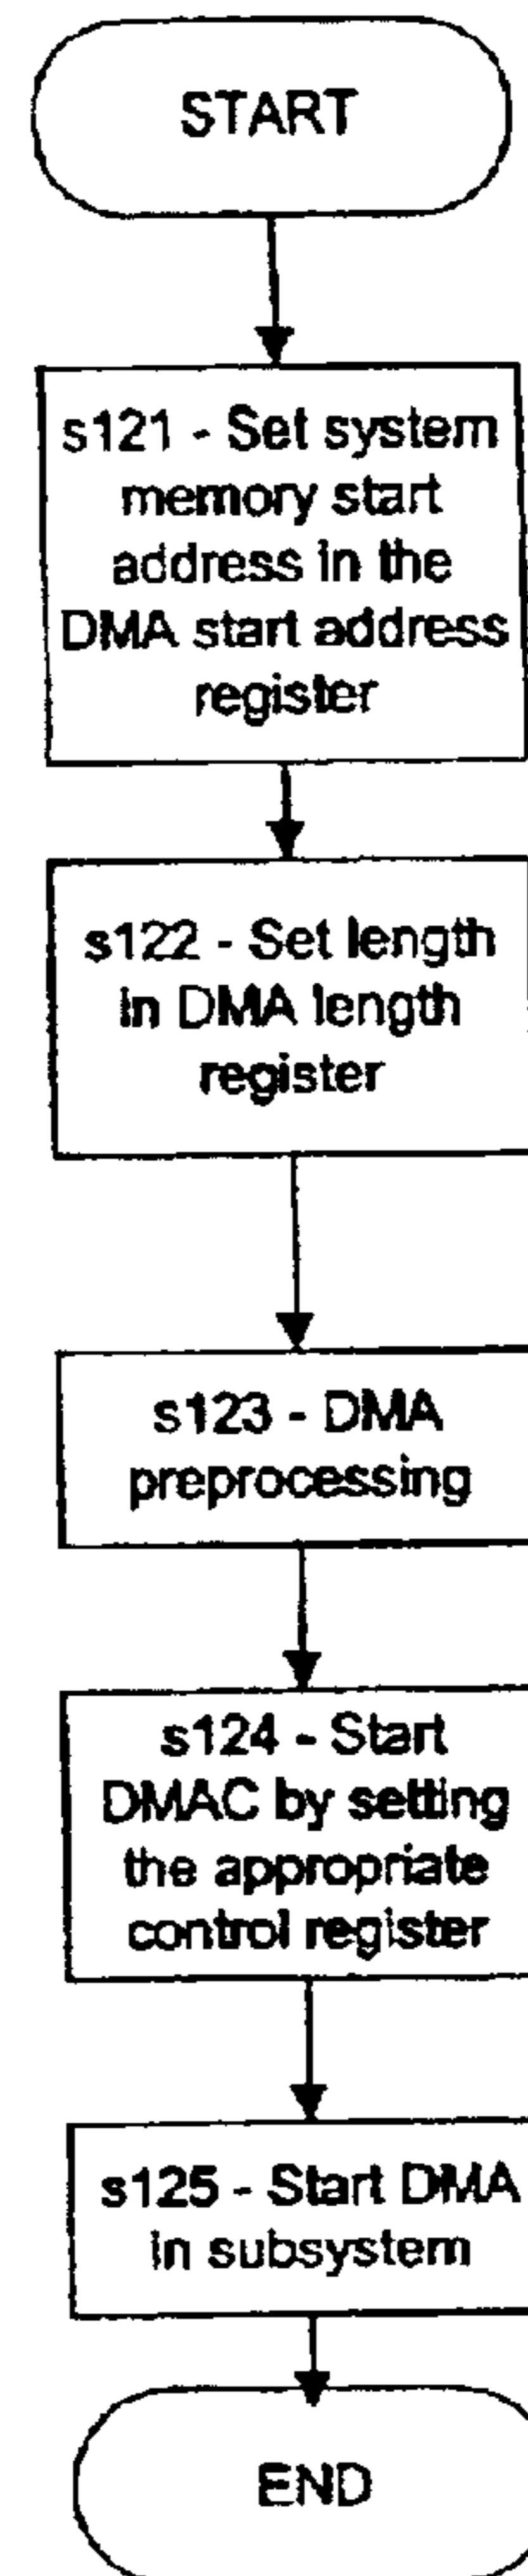 START
s121 - Set system
memory start
address in the
DMA start address
register
s122 - Set length
in DMA length
register
s123 - DMA
preprocessing
s124 - Start
DMAC by setting
the appropriate
control register
s125 - Start DMA
in subsystem
END